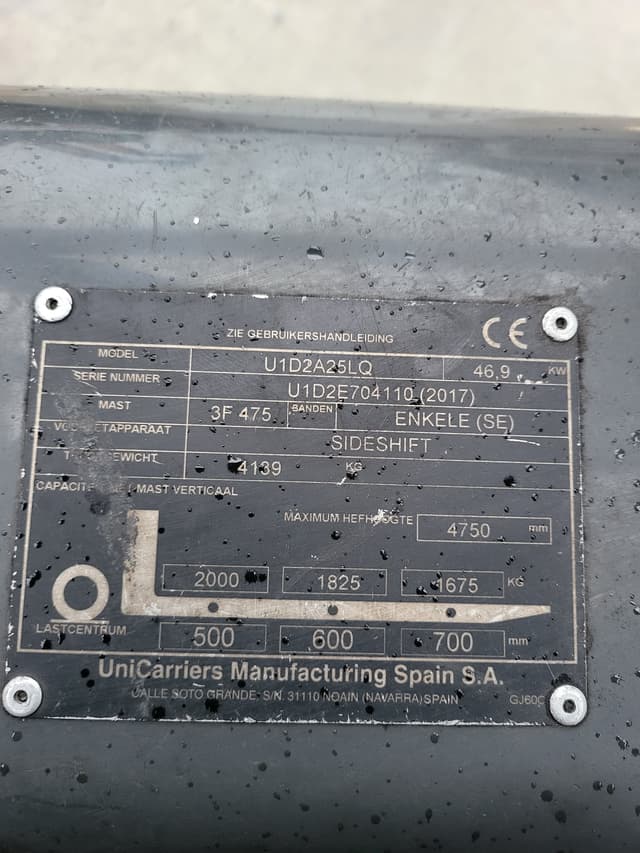 ZIE GEBRUIKERSHANDLEIDING CE
MODEL U1D2A25LQ 46,9 KW
SERIE NUMMER U1D2E704110 (2017)
MAST 3F 475 BANDEN ENKELE (SE)
SIDESHIFT
4139 KG
MAST VERTICAAL
MAXIMUM HEFHOOGTE 4750 mm
2000 1825 1675 KG
LASTCENTRUM 500 600 700 mm
UniCarriers Manufacturing Spain S.A.
CALLE SOTO GRANDE, S/N. 31110 NOAIN (NAVARRA) SPAIN